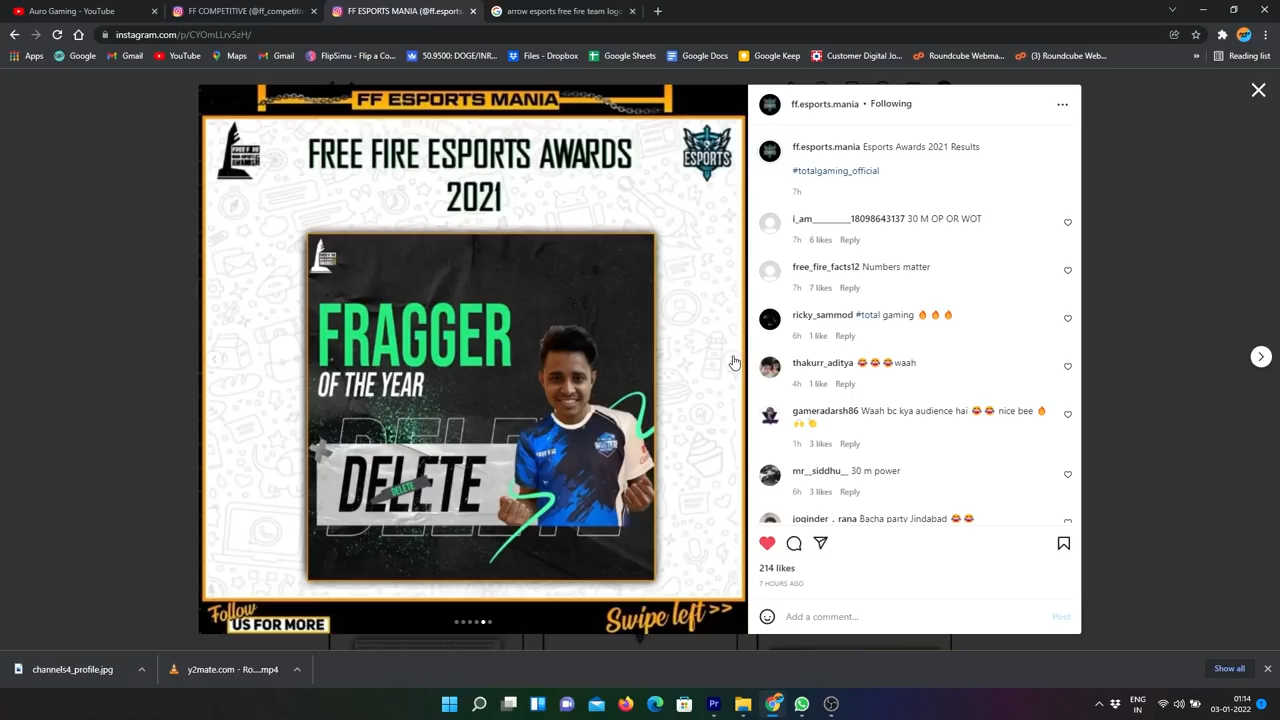 Auro Gaming - YouTube
FF COMPETITIVE (@ff_competitiv
FF ESPORTS MANIA (@ff.esports.
arrow esports free fire team logo
instagram.com/p/CYOmLLrv5zH/
Apps
Google
Gmail
YouTube
Maps
Gmail
FlipSimu - Flip a Co...
50.9500: DOGE/INR...
Files - Dropbox
Google Sheets
Google Docs
Google Keep
Customer Digital Jo...
Roundcube Webma...
(3) Roundcube Web...
Reading list
FF ESPORTS MANIA
FREE FIRE ESPORTS AWARDS
2021
ESPORTS
FRAGGER
OF THE YEAR
DELETE
DELETE
DELETE
DELETE
Follow
US FOR MORE
Swipe left >>
ff.esports.mania • Following
ff.esports.mania Esports Awards 2021 Results
#totalgaming_official
7h
i_am_________18098643137 30 M OP OR WOT
7h 6 likes Reply
free_fire_facts12 Numbers matter
7h 7 likes Reply
ricky_sammod #total gaming 🔥 🔥 🔥
6h 1 like Reply
thakurr_aditya 😂 😂 😂waah
4h 1 like Reply
gameradarsh86 Waah bc kya audience hai 😂 😂 nice bee 🔥
🙌 👏
1h 3 likes Reply
mr__siddhu__ 30 m power
6h 3 likes Reply
joginder . rana Bacha party Jindabad 😂 😂
214 likes
7 HOURS AGO
Add a comment...
Post
channels4_profile.jpg
y2mate.com - Ro....mp4
Show all
ENG
IN
01:14
03-01-2022